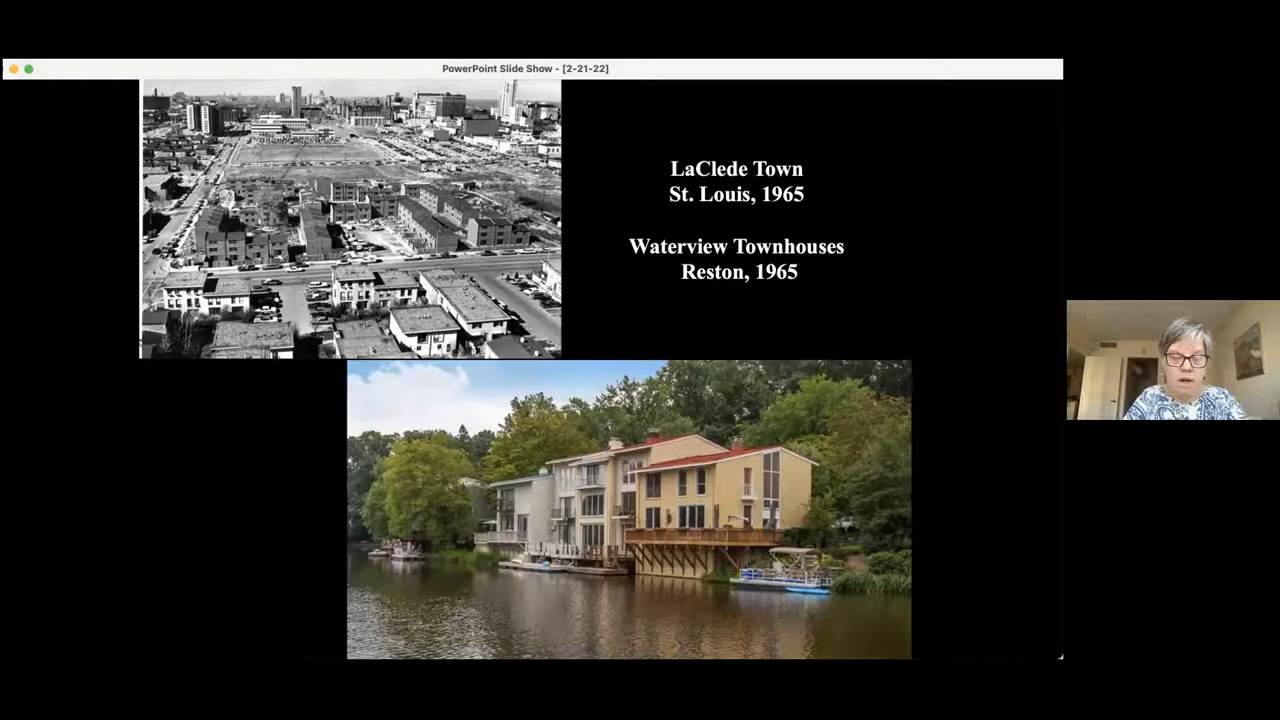 PowerPoint Slide Show - [2-21-22]
LaClede Town
St. Louis, 1965
Waterview Townhouses
Reston, 1965